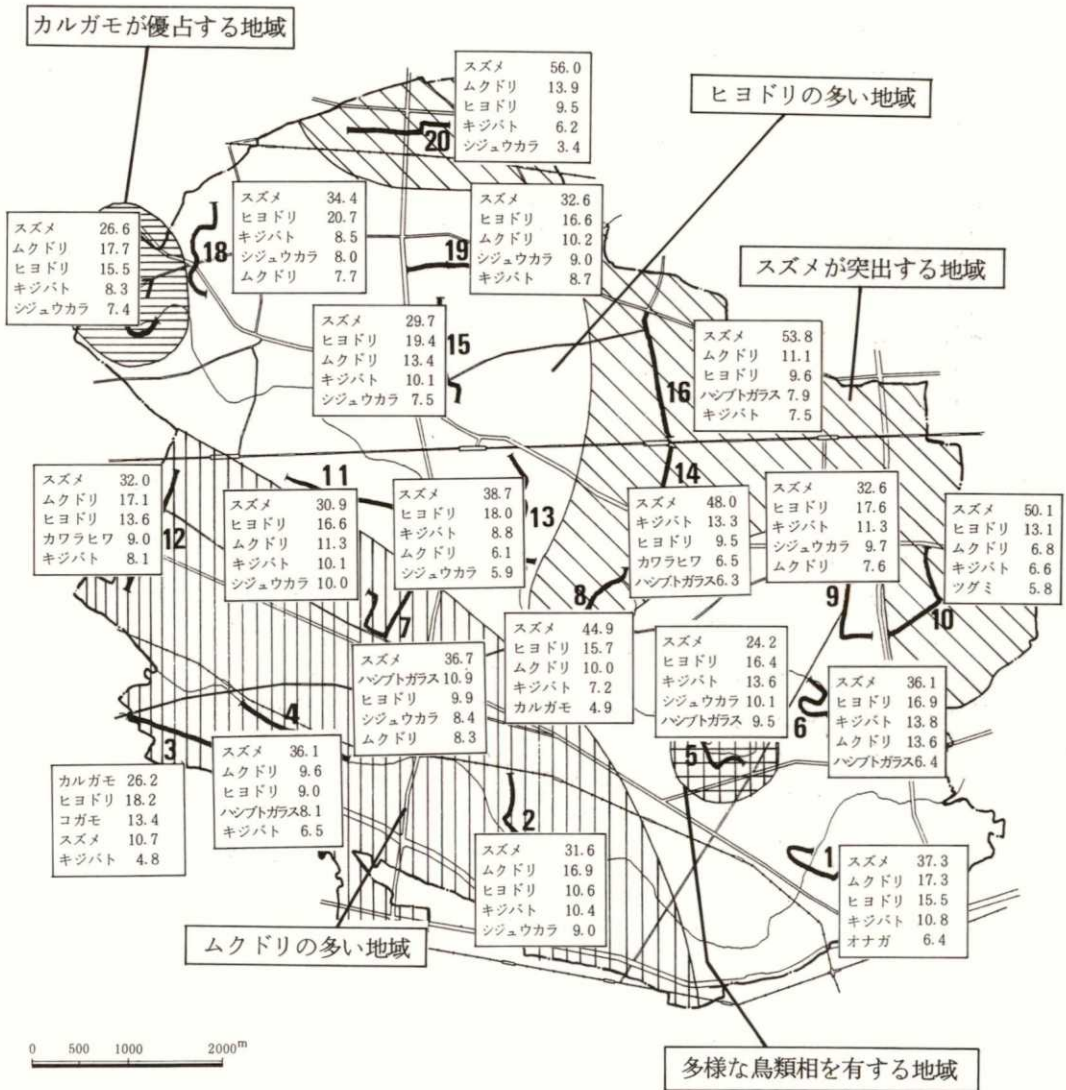 カルガモが優占する地域
スズメ 56.0
ムクドリ 13.9
ヒヨドリ 9.5
キジバト 6.2
シジュウカラ 3.4
20
ヒヨドリの多い地域
スズメ 26.6
ムクドリ 17.7
ヒヨドリ 15.5
キジバト 8.3
シジュウカラ 7.4
7
18
スズメ 34.4
ヒヨドリ 20.7
キジバト 8.5
シジュウカラ 8.0
ムクドリ 7.7
19
スズメ 32.6
ヒヨドリ 16.6
ムクドリ 10.2
シジュウカラ 9.0
キジバト 8.7
スズメが突出する地域
スズメ 29.7
ヒヨドリ 19.4
ムクドリ 13.4
キジバト 10.1
シジュウカラ 7.5
15
16
スズメ 53.8
ムクドリ 11.1
ヒヨドリ 9.6
ハシブトガラス 7.9
キジバト 7.5
スズメ 32.0
ムクドリ 17.1
ヒヨドリ 13.6
カワラヒワ 9.0
キジバト 8.1
12
11
スズメ 30.9
ヒヨドリ 16.6
ムクドリ 11.3
キジバト 10.1
シジュウカラ 10.0
スズメ 38.7
ヒヨドリ 18.0
キジバト 8.8
ムクドリ 6.1
シジュウカラ 5.9
13
14
スズメ 48.0
キジバト 13.3
ヒヨドリ 9.5
カワラヒワ 6.5
ハシブトガラス 6.3
スズメ 32.6
ヒヨドリ 17.6
キジバト 11.3
シジュウカラ 9.7
ムクドリ 7.6
スズメ 50.1
ヒヨドリ 13.1
ムクドリ 6.8
キジバト 6.6
ツグミ 5.8
7
8
9
10
スズメ 36.7
ハシブトガラス 10.9
ヒヨドリ 9.9
シジュウカラ 8.4
ムクドリ 8.3
スズメ 44.9
ヒヨドリ 15.7
ムクドリ 10.0
キジバト 7.2
カルガモ 4.9
スズメ 24.2
ヒヨドリ 16.4
キジバト 13.6
シジュウカラ 10.1
ハシブトガラス 9.5
6
スズメ 36.1
ヒヨドリ 16.9
キジバト 13.8
ムクドリ 13.6
ハシブトガラス 6.4
3
4
5
カルガモ 26.2
ヒヨドリ 18.2
コガモ 13.4
スズメ 10.7
キジバト 4.8
スズメ 36.1
ムクドリ 9.6
ヒヨドリ 9.0
ハシブトガラス 8.1
キジバト 6.5
2
スズメ 31.6
ムクドリ 16.9
ヒヨドリ 10.6
キジバト 10.4
シジュウカラ 9.0
1
スズメ 37.3
ムクドリ 17.3
ヒヨドリ 15.5
キジバト 10.8
オナガ 6.4
ムクドリの多い地域
多様な鳥類相を有する地域
0 500 1000 2000m